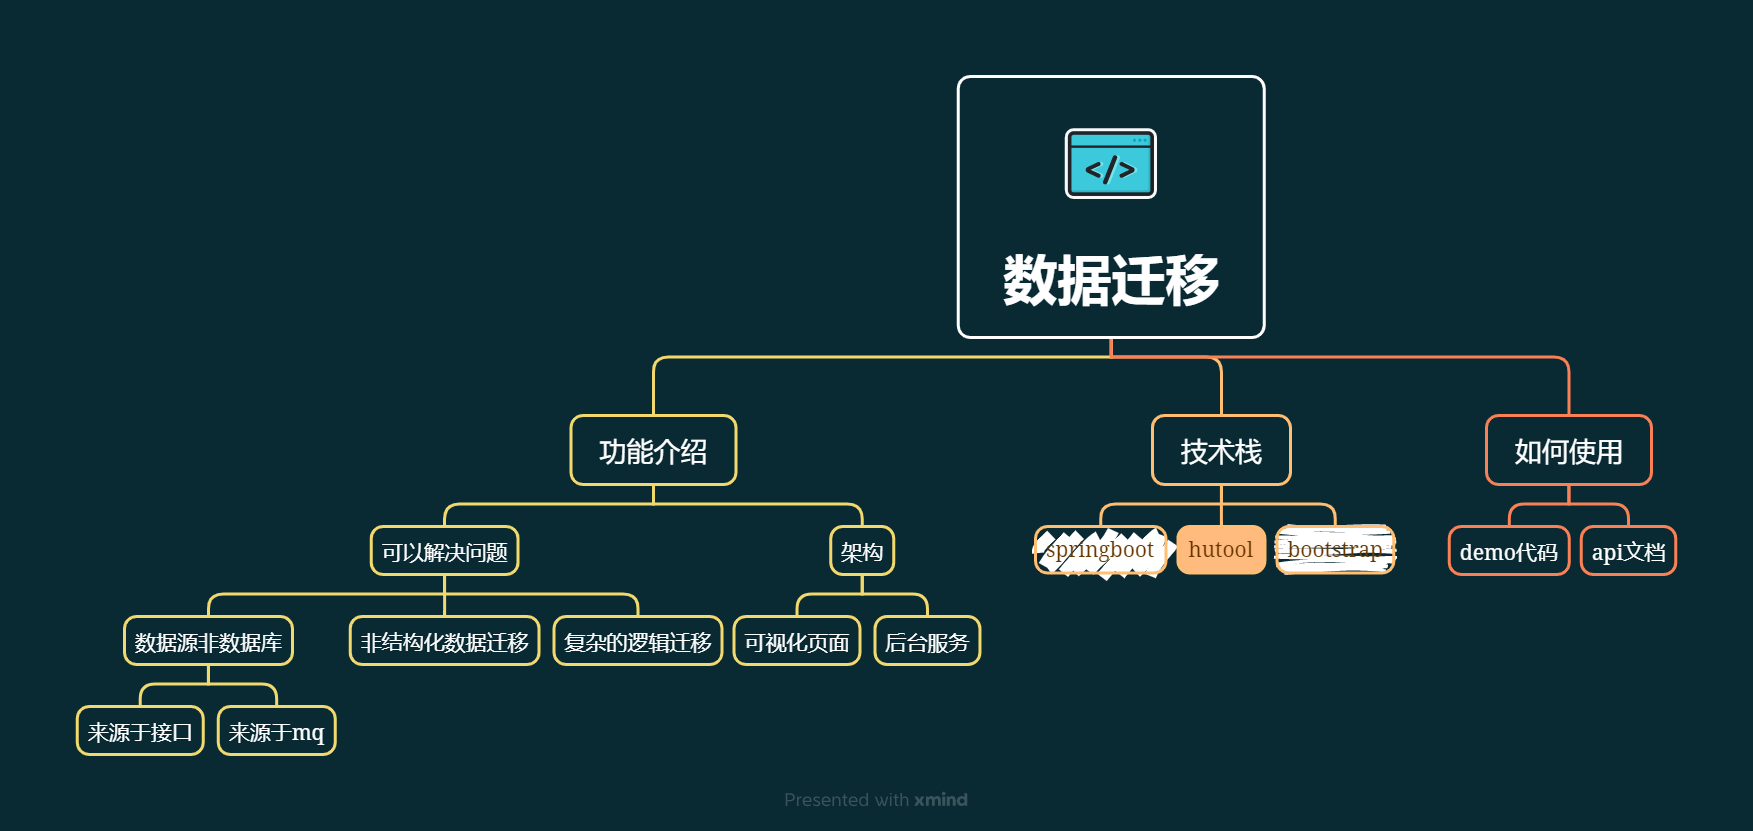 </>
数据迁移
功能介绍
技术栈
如何使用
可以解决问题
架构
springboot
hutool
bootstrap
demo代码
api文档
数据源非数据库
非结构化数据迁移
复杂的逻辑迁移
可视化页面
后台服务
来源于接口
来源于mq
Presented with xmind